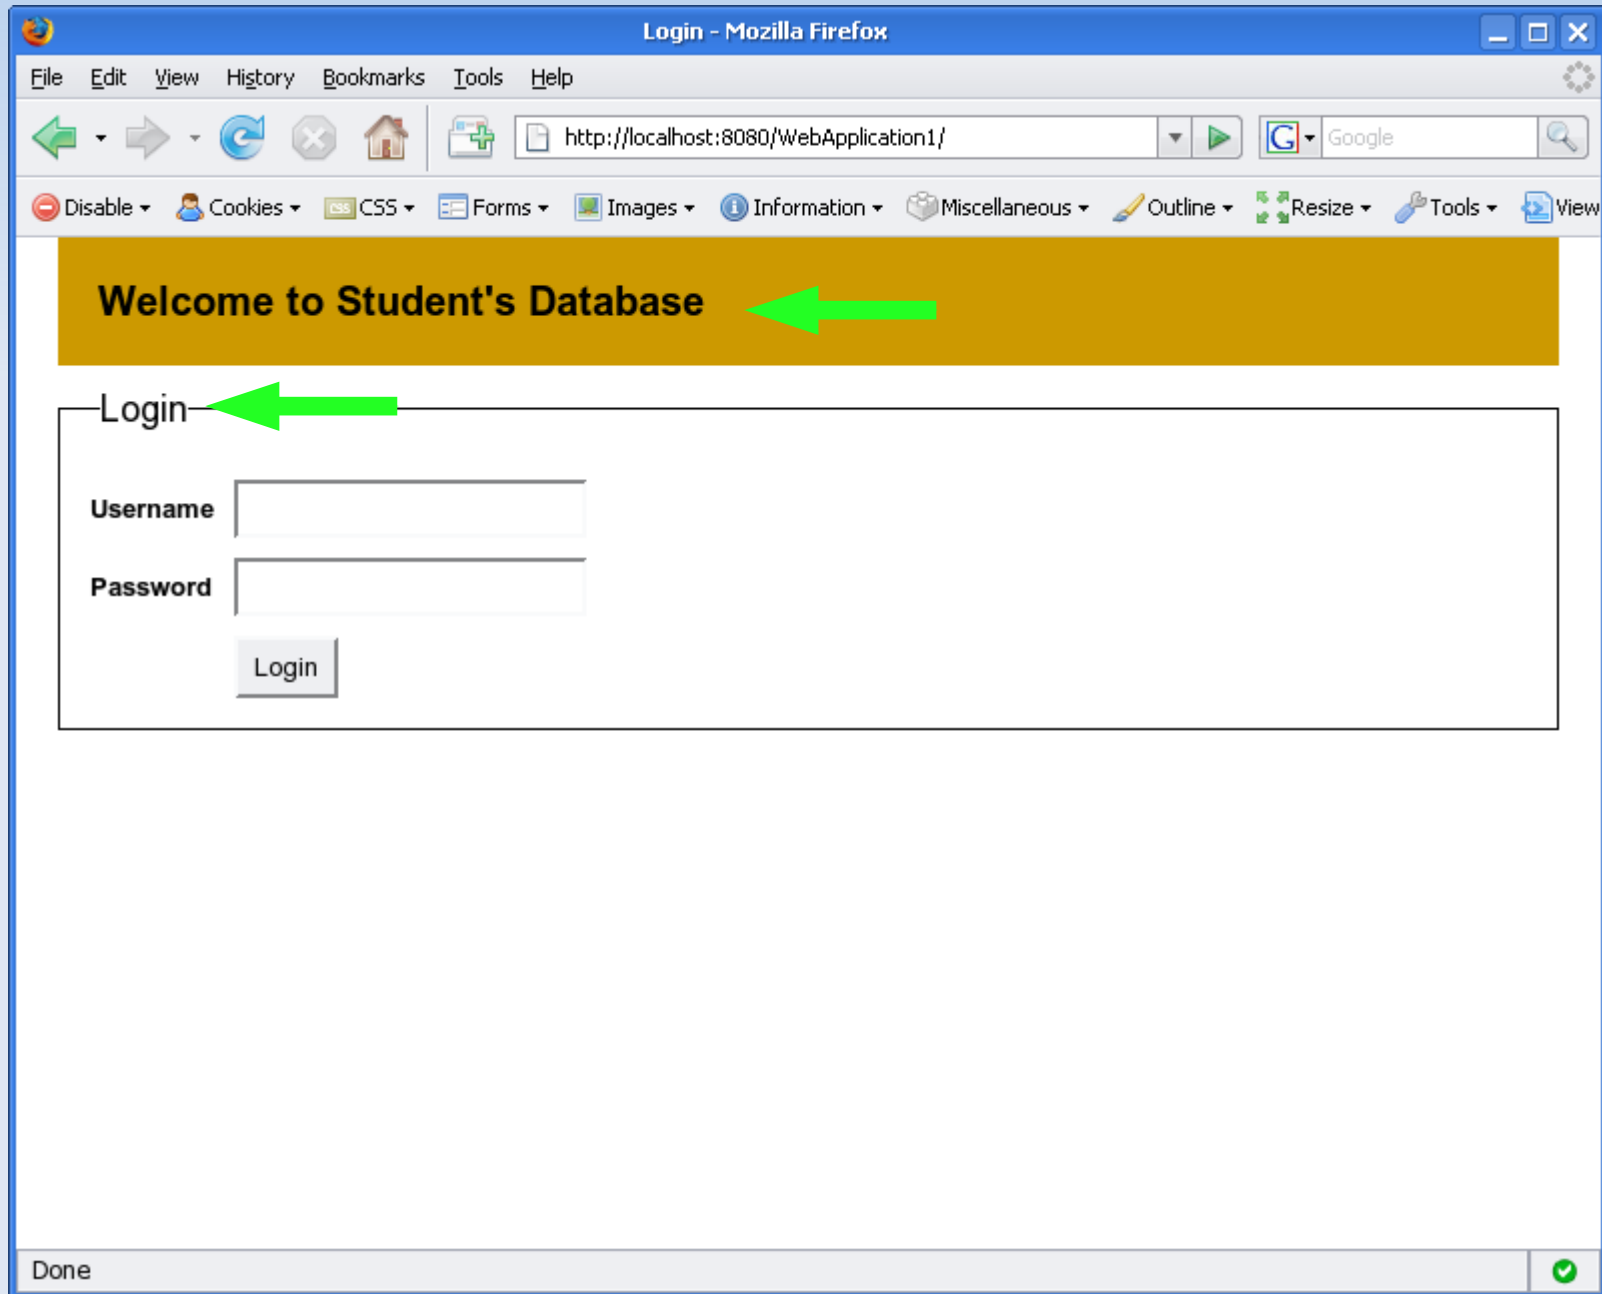 Login - Mozilla Firefox
File Edit View History Bookmarks Tools Help
http://localhost:8080/WebApplication1/ G Google
Disable Cookies CSS CSS Forms Images Information Miscellaneous Outline Resize Tools View
Welcome to Student's Database
Login
Username
Password
Login
Done